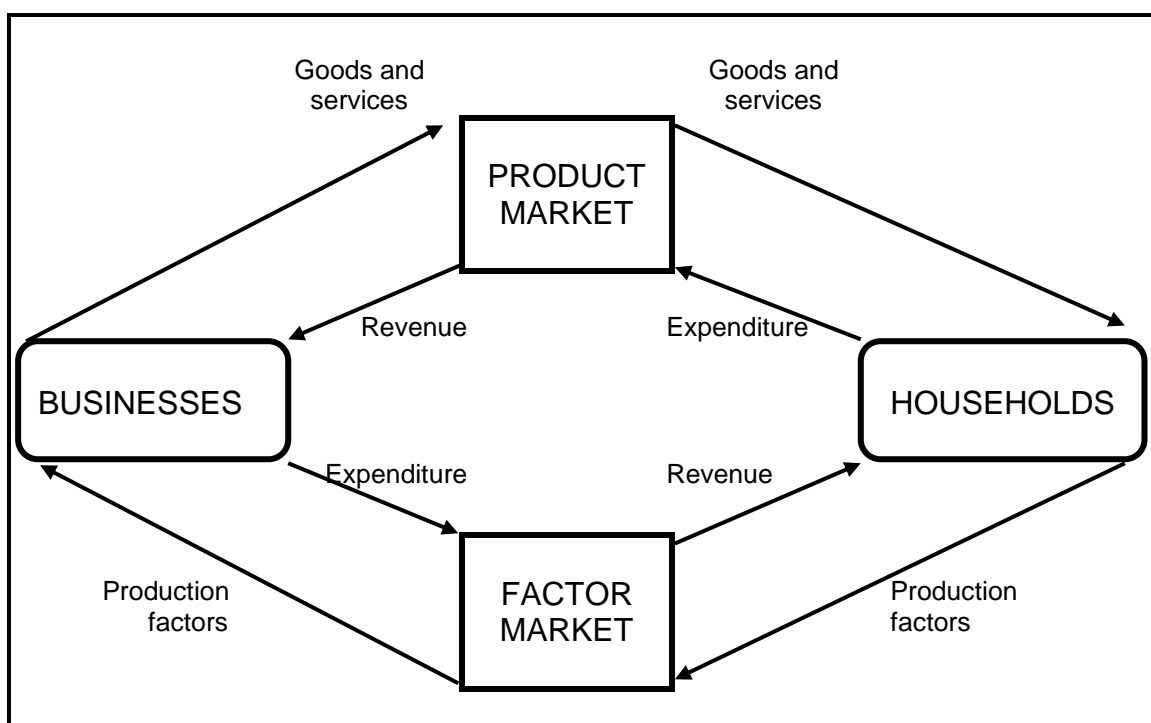 Goods and
services
Goods and
services
PRODUCT
MARKET
Revenue
Expenditure
BUSINESSES
HOUSEHOLDS
Expenditure
Revenue
Production
factors
FACTOR
MARKET
Production
factors